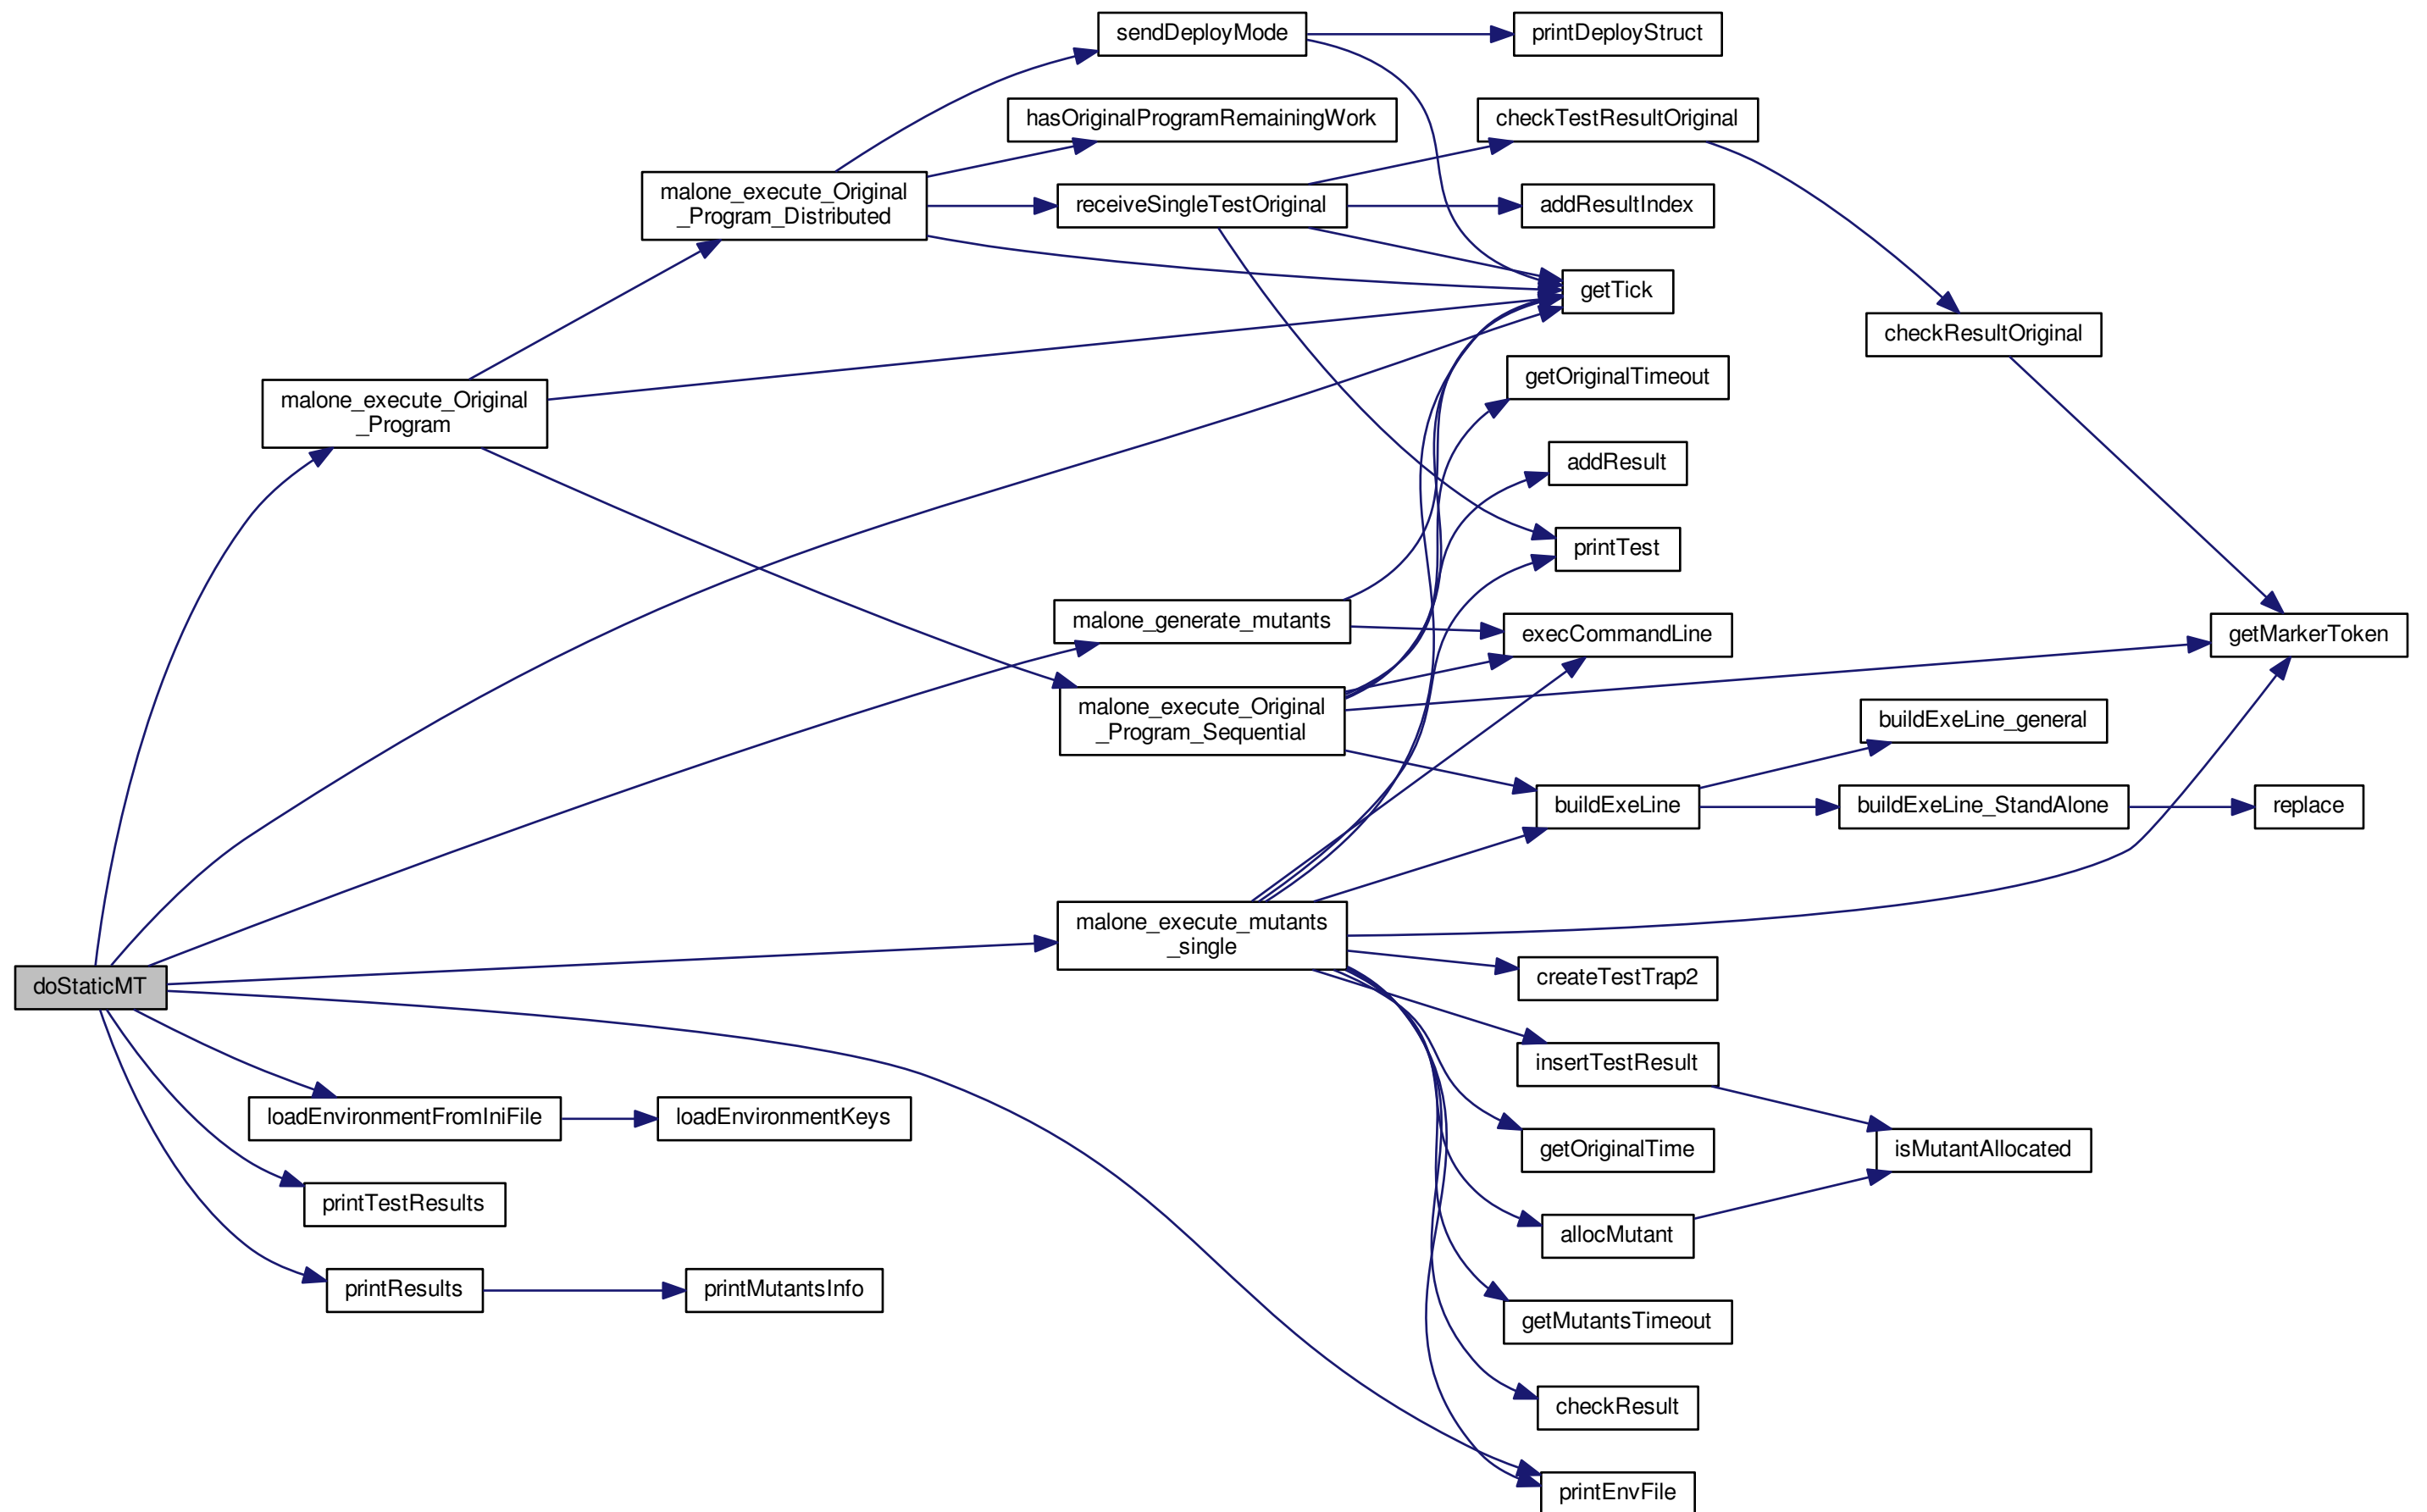 sendDeployMode
printDeployStruct
hasOriginalProgramRemainingWork
checkTestResultOriginal
malone_execute_Original
_Program_Distributed
receiveSingleTestOriginal
addResultIndex
getTick
checkResultOriginal
getOriginalTimeout
malone_execute_Original
_Program
addResult
printTest
malone_generate_mutants
execCommandLine
getMarkerToken
malone_execute_Original
_Program_Sequential
buildExeLine_general
buildExeLine
buildExeLine_StandAlone
replace
malone_execute_mutants
_single
doStaticMT
createTestTrap2
insertTestResult
loadEnvironmentFromIniFile
loadEnvironmentKeys
getOriginalTime
isMutantAllocated
printTestResults
allocMutant
printResults
printMutantsInfo
getMutantsTimeout
checkResult
printEnvFile